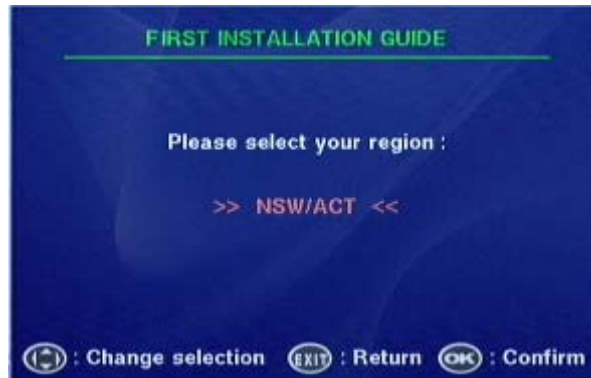 FIRST INSTALLATION GUIDE
Please select your region :
>> NSW/ACT <<
: Change selection EXIT : Return OK : Confirm